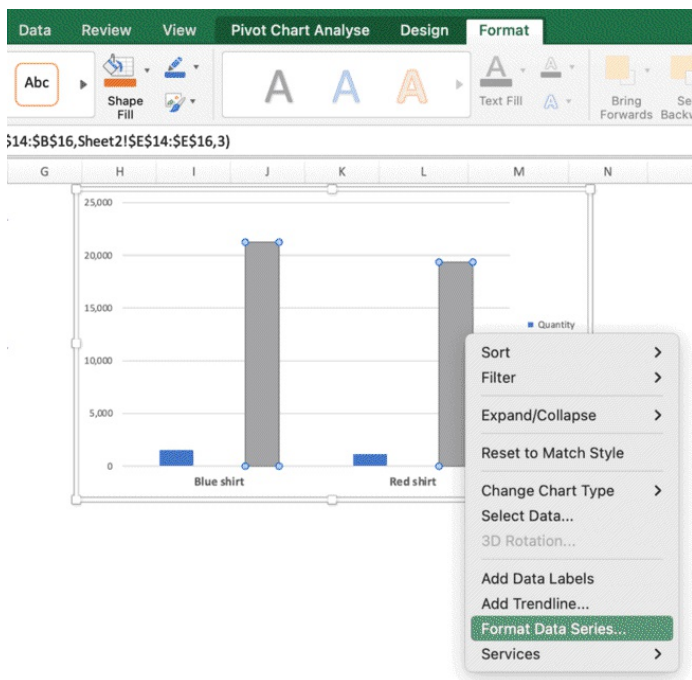 Data Review View Pivot Chart Analyse Design Format
Abc
A A A
A A
Shape
Fill
Text Fill A
Bring
Forwards
Se
Backw
$14:$B$16,Sheet2!$E$14:$E$16,3)
G H I J K L M N
25,000
20,000
15,000
10,000
5,000
0
Blue shirt Red shirt
Quantity
Sort
Filter
Expand/Collapse
Reset to Match Style
Change Chart Type
Select Data...
3D Rotation...
Add Data Labels
Add Trendline...
Format Data Series...
Services